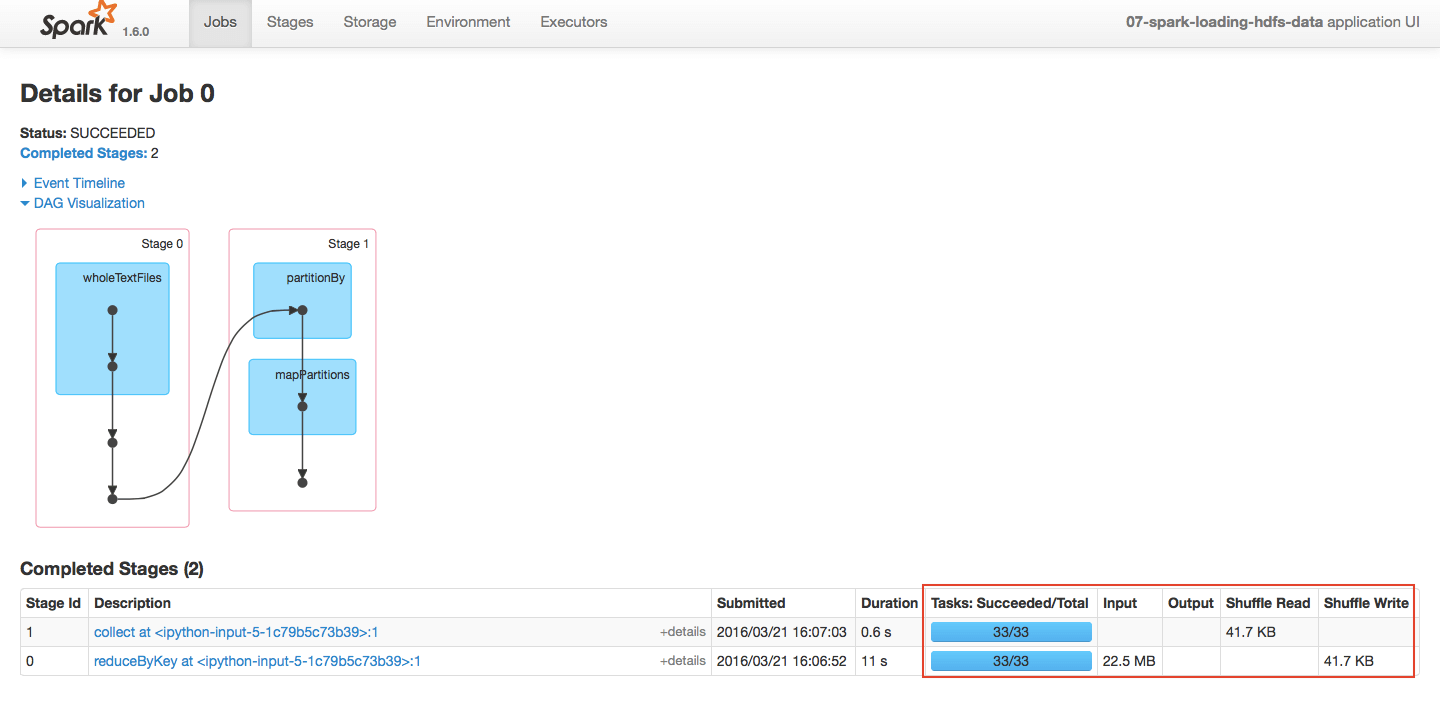 Spark 1.6.0 Jobs Stages Storage Environment Executors 07-spark-loading-hdfs-data application UI
Details for Job 0
Status: SUCCEEDED
Completed Stages: 2
Event Timeline
DAG Visualization
Stage 0 Stage 1
wholeTextFiles partitionBy
mapPartitions
Completed Stages (2)
Stage Id Description Submitted Duration Tasks: Succeeded/Total Input Output Shuffle Read Shuffle Write
1 collect at <ipython-input-5-1c79b5c73b39>:1 +details 2016/03/21 16:07:03 0.6 s 33/33 41.7 KB
0 reduceByKey at <ipython-input-5-1c79b5c73b39>:1 +details 2016/03/21 16:06:52 11 s 33/33 22.5 MB 41.7 KB